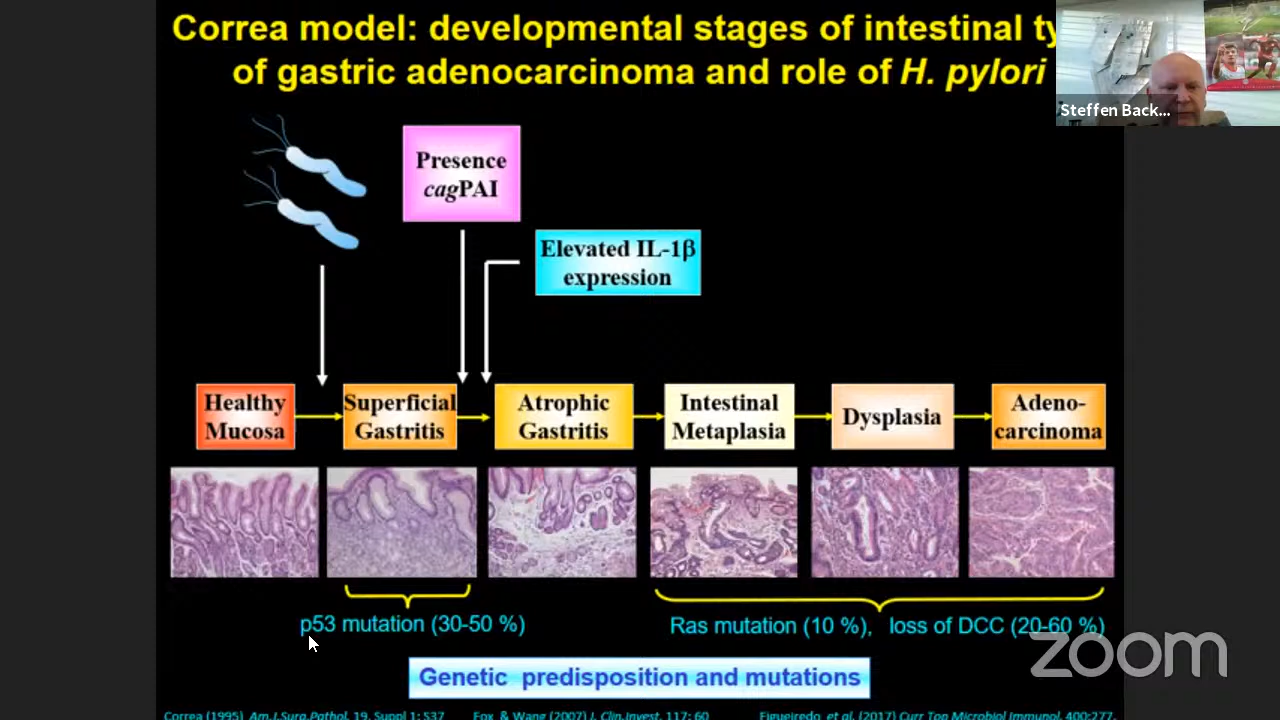 Correa model: developmental stages of intestinal ty
of gastric adenocarcinoma and role of H. pylori
Steffen Back...
Presence
cagPAI
Elevated IL-1β
expression
Healthy
Mucosa
Superficial
Gastritis
Atrophic
Gastritis
Intestinal
Metaplasia
Dysplasia
Adeno-
carcinoma
p53 mutation (30-50 %)
Ras mutation (10 %), loss of DCC (20-60 %)
zoom
Genetic predisposition and mutations
Correa (1995) Am.J.Surg.Pathol. 19, Suppl 1: S37 Fox & Wang (2007) J. Clin.Invest. 117: 60 Figueiredo et al. (2017) Curr Top Microbiol Immunol. 400:277.